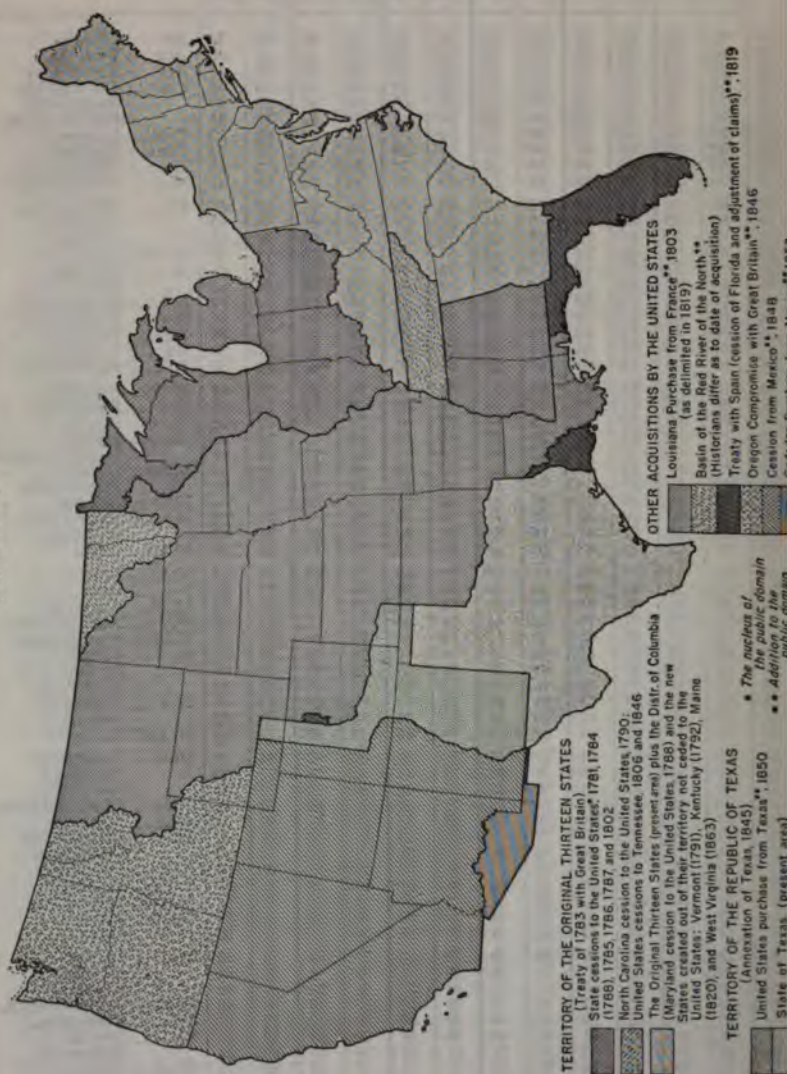 TERRITORY OF THE ORIGINAL THIRTEEN STATES
(Treaty of 1783 with Great Britain)
State cessions to the United States*, 1781, 1784
(1788), 1785, 1786, 1787, and 1802
North Carolina cession to the United States, 1790;
United States cessions to Tennessee, 1806 and 1846
The Original Thirteen States (present area) plus the Distr. of Columbia
(Maryland cession to the United States, 1788) and the new
States created out of their territory not ceded to the
United States: Vermont (1791), Kentucky (1792), Maine
(1820), and West Virginia (1863)
TERRITORY OF THE REPUBLIC OF TEXAS
(Annexation of Texas, 1845)
United States purchase from Texas**, 1850
State of Texas (present area)
* The nucleus of
the public domain
** Addition to the
public domain
OTHER ACQUISITIONS BY THE UNITED STATES
Louisiana Purchase from France**, 1803
(as delimited in 1819)
Basin of the Red River of the North**
(Historians differ as to date of acquisition)
Treaty with Spain (cession of Florida and adjustment of claims)**, 1819
Oregon Compromise with Great Britain**, 1846
Cession from Mexico**, 1848